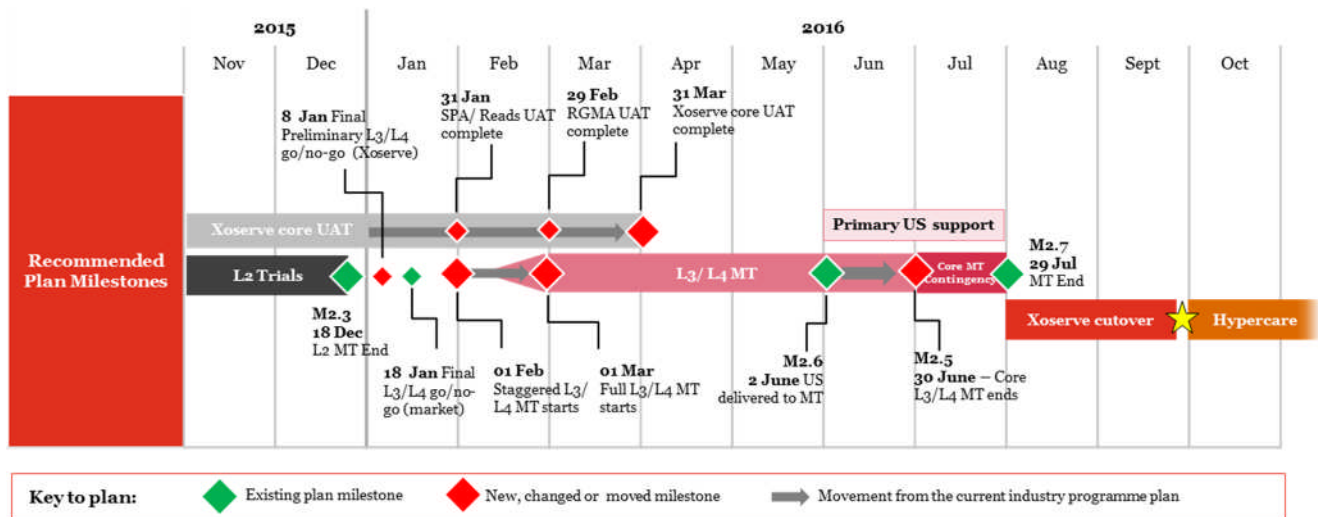 2015
2016
Nov
Dec
Jan
Feb
Mar
Apr
May
Jun
Jul
Aug
Sept
Oct
Recommended
Plan Milestones
8 Jan Final
Preliminary L3/L4
go/no-go (Xoserve)
31 Jan
SPA/ Reads UAT
complete
29 Feb
RGMA UAT
complete
31 Mar
Xoserve core UAT
complete
Xoserve core UAT
Primary US support
L2 Trials
L3/ L4 MT
Core MT
Contingency
M2.7
29 Jul
MT End
Xoserve cutover
Hypercare
M2.3
18 Dec
L2 MT End
18 Jan Final
L3/L4 go/no-
go (market)
01 Feb
Staggered L3/
L4 MT starts
01 Mar
Full L3/L4 MT
starts
M2.6
2 June US
delivered to MT
M2.5
30 June – Core
L3/L4 MT ends
Key to plan:
Existing plan milestone
New, changed or moved milestone
Movement from the current industry programme plan